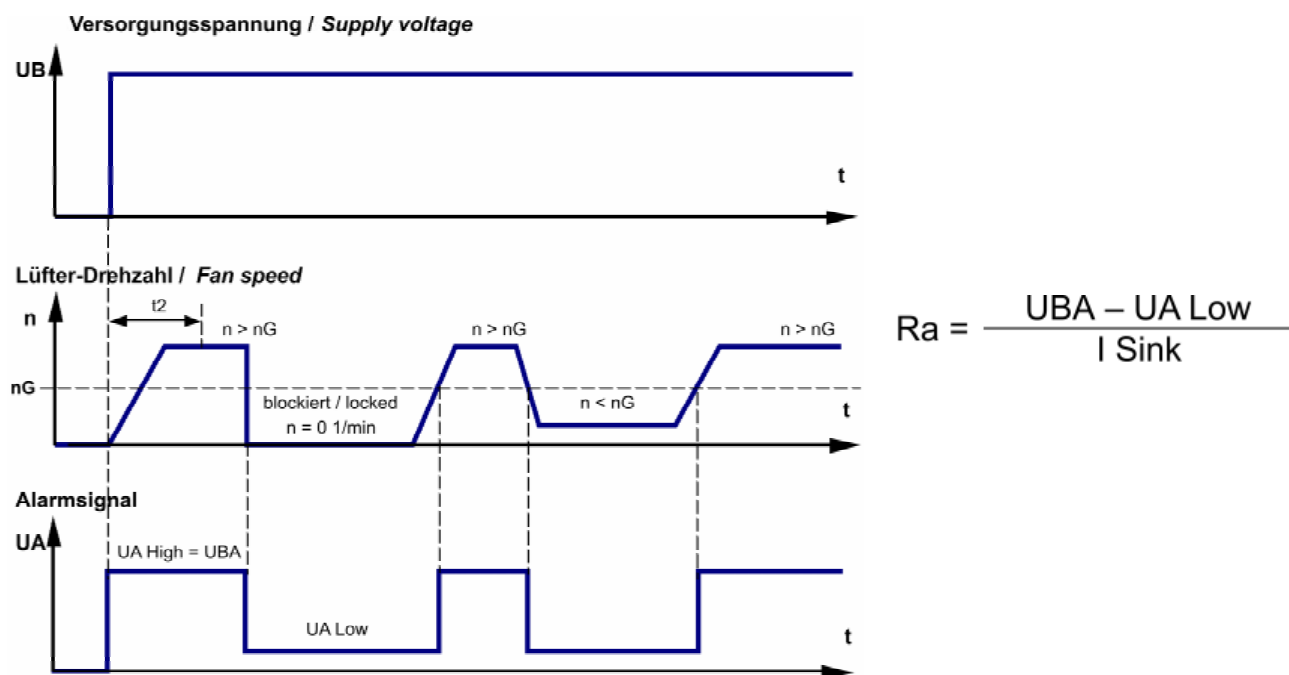 Versorgungsspannung / Supply voltage
UB
t
Lüfter-Drehzahl / Fan speed
t2
n
n > nG
n > nG
n > nG
nG
blockiert / locked
n = 0 1/min
n < nG
t
Alarmsignal
UA
UA High = UBA
UA Low
t
Ra = UBA – UA Low
I Sink